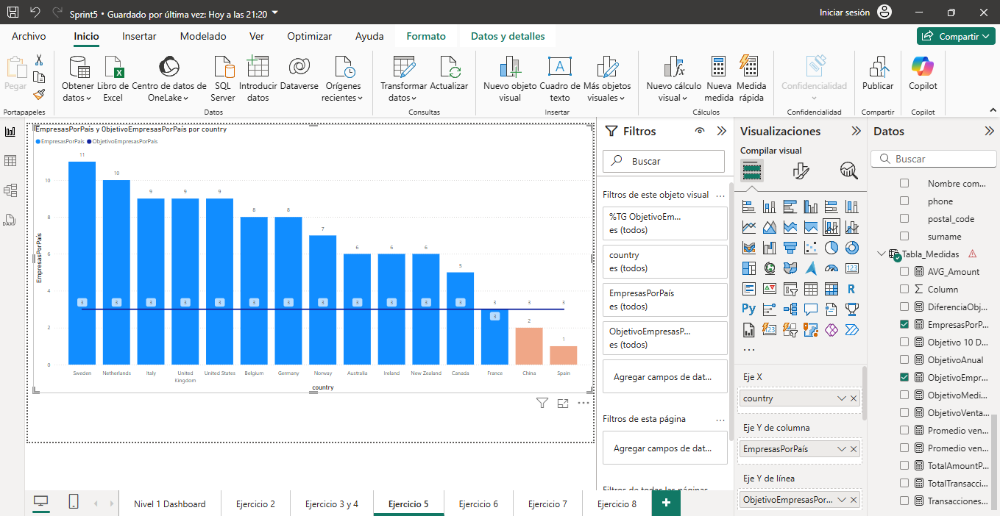 Sprint5 • Guardado por última vez: Hoy a las 21:20
Iniciar sesión
Archivo
Inicio
Insertar
Modelado
Ver
Optimizar
Ayuda
Formato
Datos y detalles
Compartir
Pegar
Obtener datos
Libro de Excel
Centro de datos de OneLake
SQL Server
Introducir datos
Dataverse
Orígenes recientes
Transformar datos
Actualizar
Nuevo objeto visual
A
Cuadro de texto
Más objetos visuales
Nuevo cálculo visual
Nueva medida
Medida rápida
Confidencialidad
Publicar
Copilot
Portapapeles
Datos
Consultas
Insertar
Cálculos
Confidencialidad
Compartir
Copilot
DAX
EmpresasPorPaís y ObjetivoEmpresasPorPaís por country
EmpresasPorPaís ObjetivoEmpresasPorPaís
EmpresasPorPaís
10
8
6
4
2
0
11
10
9
9
9
8
8
7
6
6
6
5
3
3
3
2
1
3
3
3
3
3
3
3
3
3
3
3
3
3
Sweden
Netherlands
Italy
United Kingdom
United States
Belgium
Germany
Norway
Australia
Ireland
New Zealand
Canada
France
China
Spain
country
Filtros
Buscar
Filtros de este objeto visual ...
%TG ObjetivoEm...
es (todos)
country
es (todos)
EmpresasPorPaís
es (todos)
ObjetivoEmpresasP...
es (todos)
Agregar campos de dat...
Filtros de esta página ...
Agregar campos de dat...
Filtros de todas las páginas
Visualizaciones
Compilar visual
123
R
Py
123
...
Eje X
country
Eje Y de columna
EmpresasPorPaís
Eje Y de línea
ObjetivoEmpresasPor...
Datos
Buscar
Nombre com...
phone
postal_code
surname
Tabla_Medidas
AVG_Amount
Column
DiferenciaObj...
EmpresasPorP...
Objetivo 10 D...
ObjetivoAnual
ObjetivoEmpr...
ObjetivoMedi...
ObjetivoVenta...
Promedio ven...
Promedio ven...
TotalAmountP...
TotalTransacci...
Transacciones...
Nivel 1 Dashboard
Ejercicio 2
Ejercicio 3 y 4
Ejercicio 5
Ejercicio 6
Ejercicio 7
Ejercicio 8
+